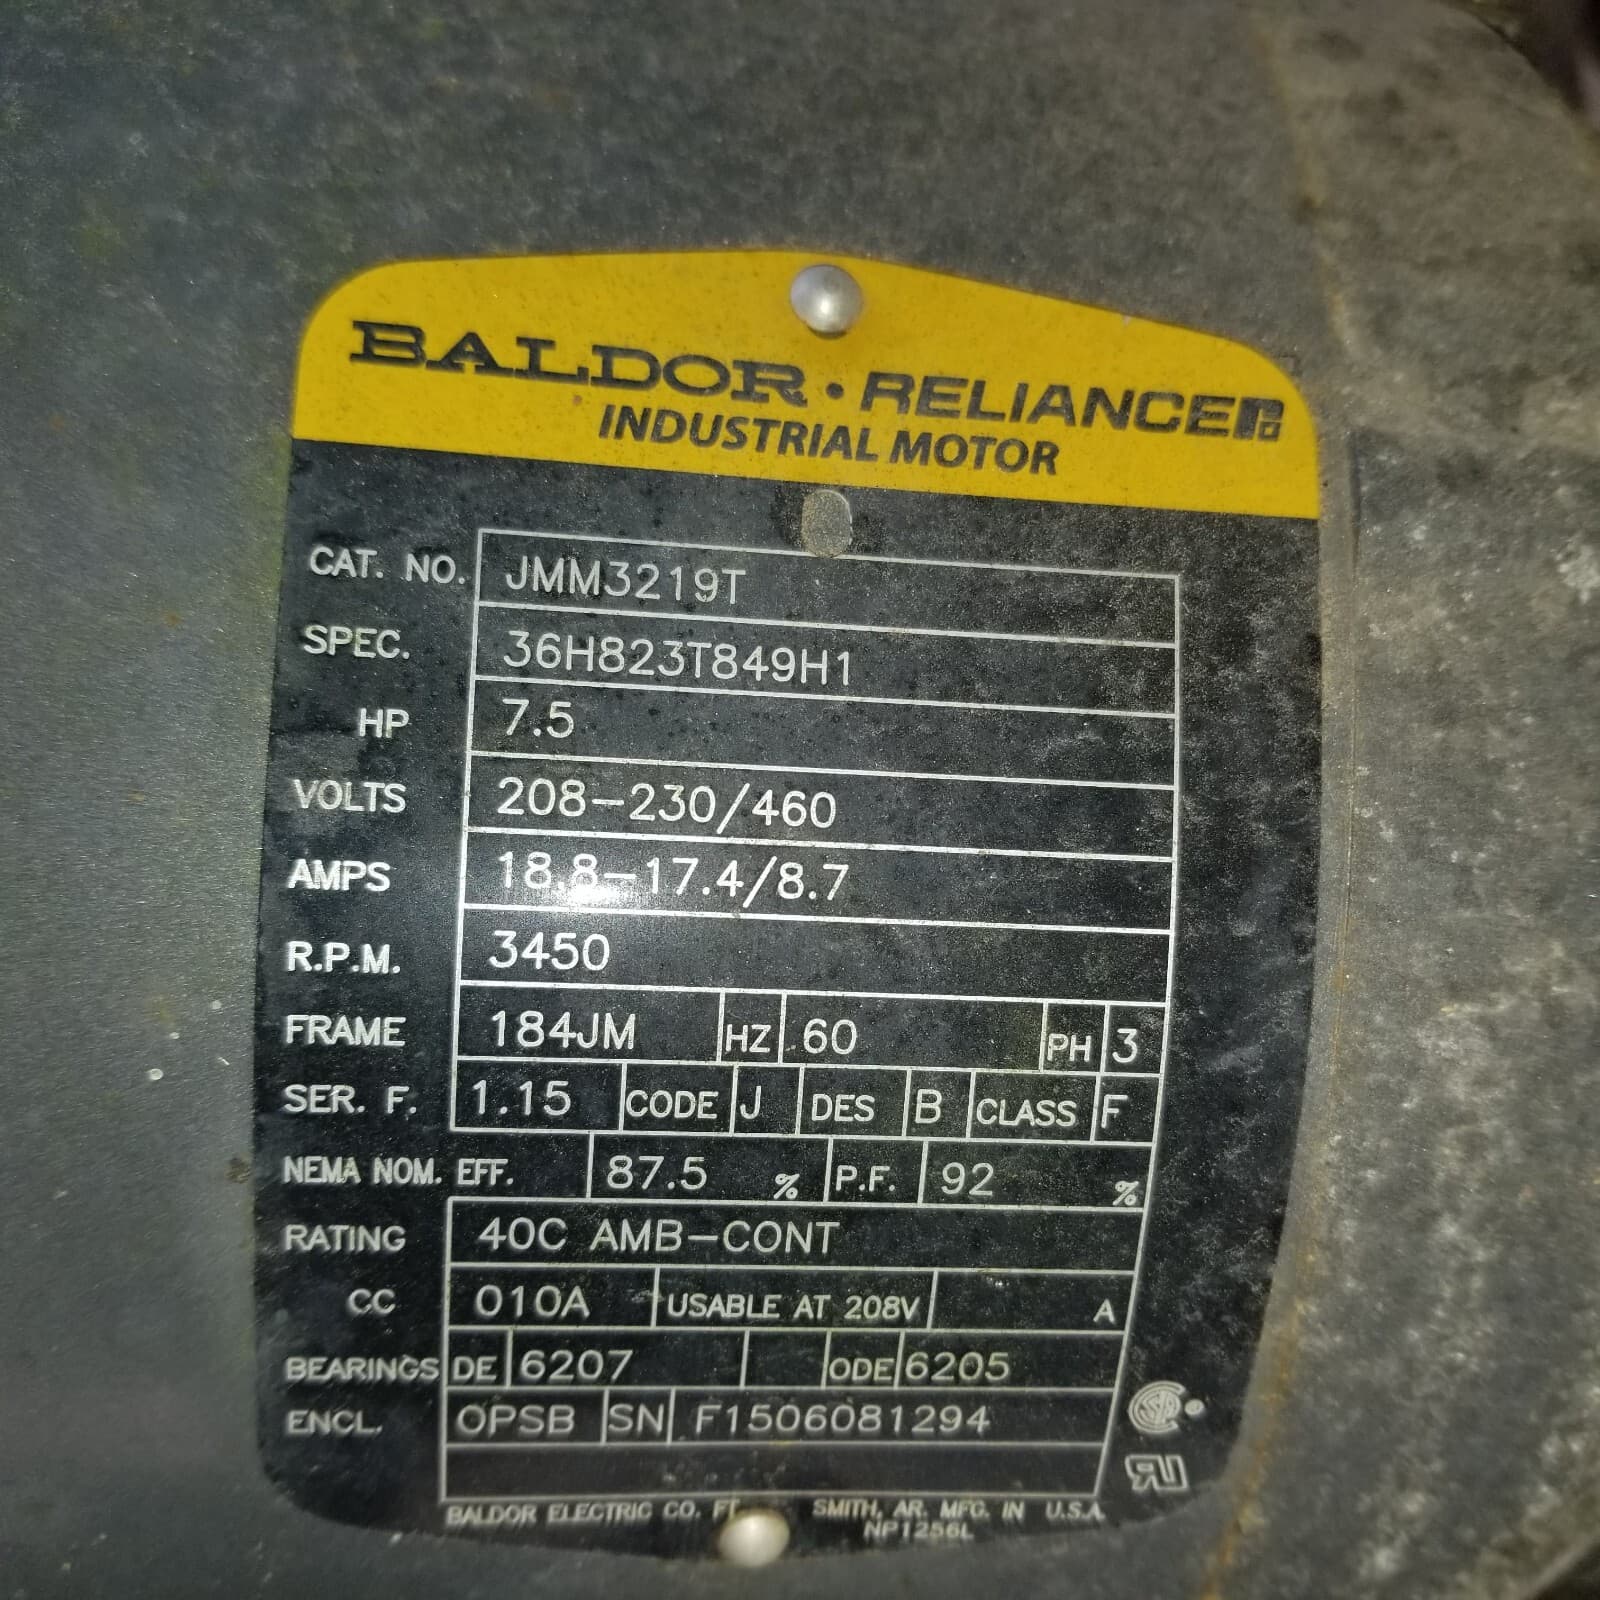 BALDOR • RELIANCE
INDUSTRIAL MOTOR
CAT. NO. JMM3219T
SPEC. 36H823T849H1
HP 7.5
VOLTS 208-230/460
AMPS 18.8-17.4/8.7
R.P.M. 3450
FRAME 184JM HZ 60 PH 3
SER. F. 1.15 CODE J DES B CLASS F
NEMA NOM. EFF. 87.5 % P.F. 92 %
RATING 40C AMB-CONT
CC 010A USABLE AT 208V A
BEARINGS DE 6207 ODE 6205
ENCL. OPSB SN F1506081294
BALDOR ELECTRIC CO. FT. SMITH, AR. MFG. IN U.S.A.
NP1256L